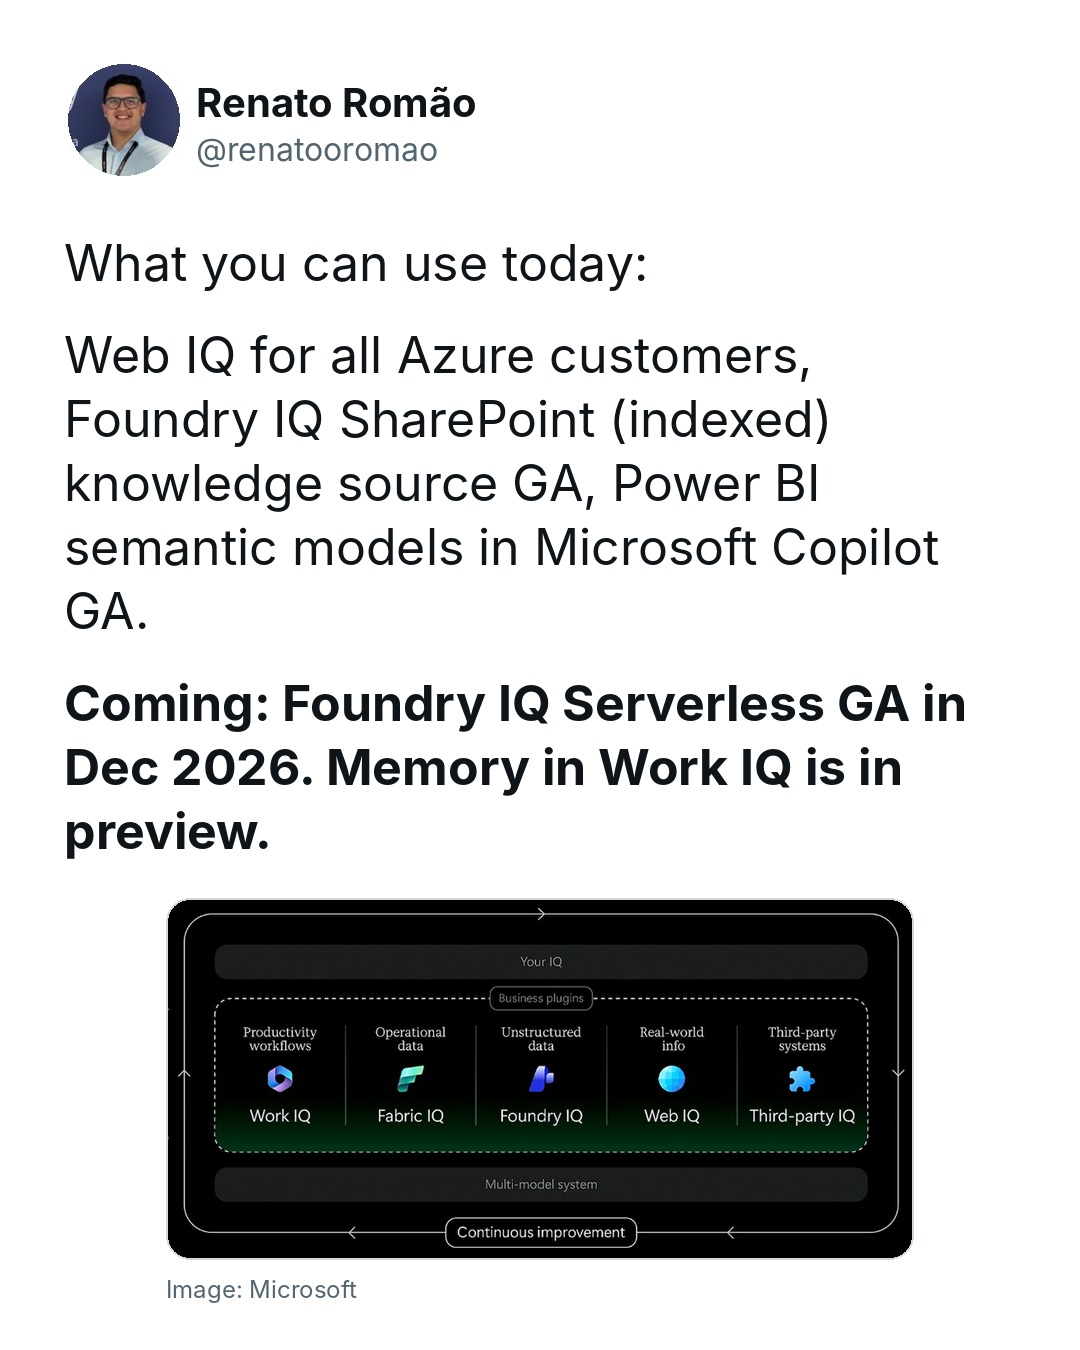 Renato Romão
@renatooromao
What you can use today:
Web IQ for all Azure customers,
Foundry IQ SharePoint (indexed)
knowledge source GA, Power BI
semantic models in Microsoft Copilot
GA.
Coming: Foundry IQ Serverless GA in
Dec 2026. Memory in Work IQ is in
preview.
Your IQ
Business plugins
Productivity
workflows
Work IQ
Operational
data
Fabric IQ
Unstructured
data
Foundry IQ
Real-world
info
Web IQ
Third-party
systems
Third-party IQ
Multi-model system
Continuous improvement
Image: Microsoft